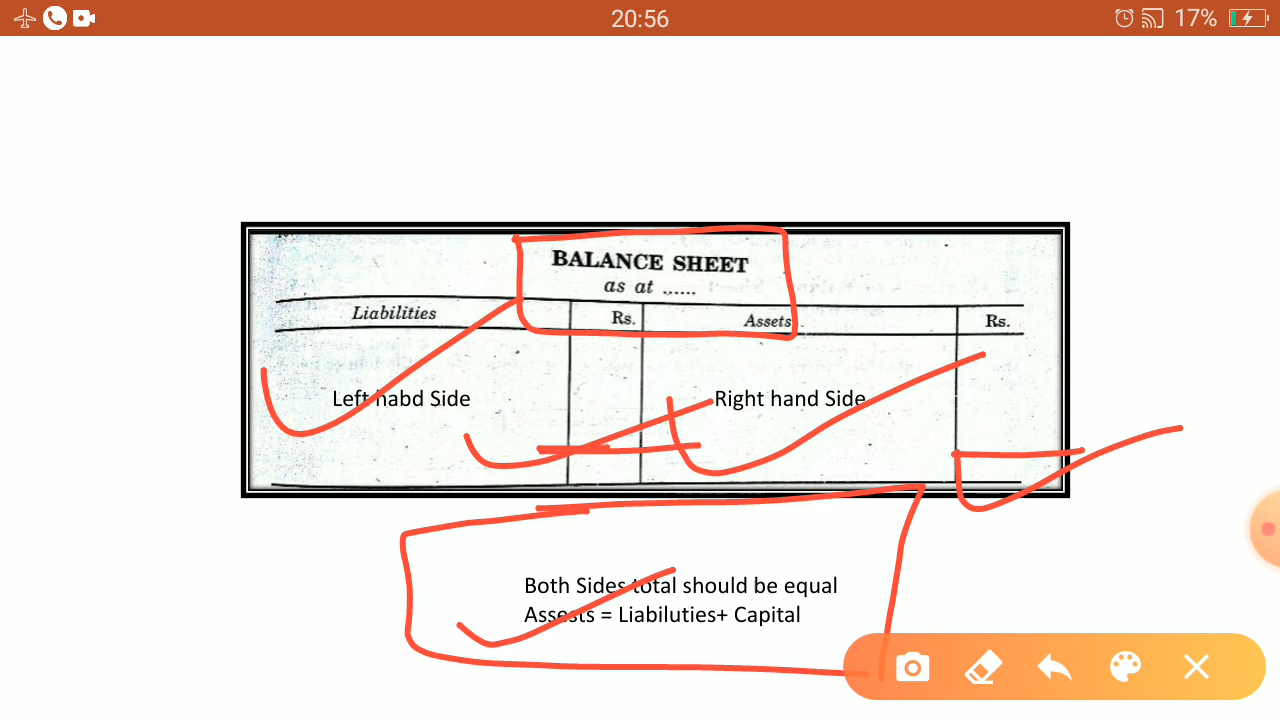 20:56
17%
BALANCE SHEET
as at ......
Liabilities Rs. Assets Rs.
Left habd Side Right hand Side
Both Sides total should be equal
Assests = Liabiluties+ Capital